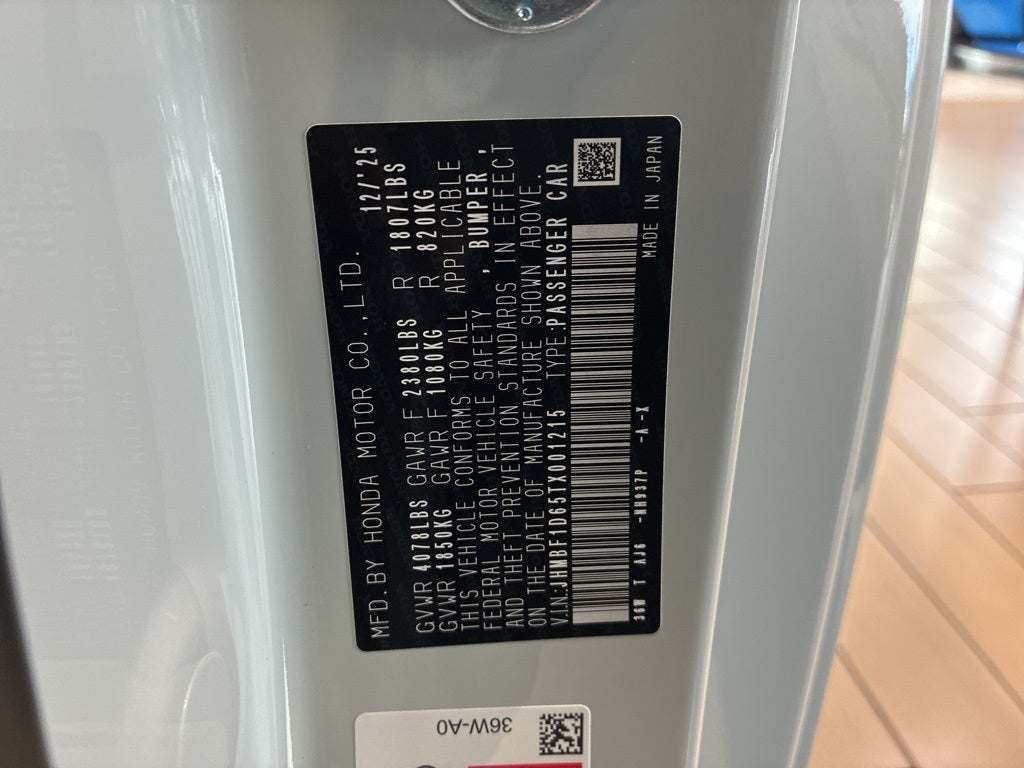 MFD.BY HONDA MOTOR CO.,LTD. 12/'25
GVWR 4078LBS GAWR F 2380LBS R 1807LBS
GVWR 1850KG GAWR F 1080KG R 820KG
THIS VEHICLE CONFORMS TO ALL APPLICABLE
FEDERAL MOTOR VEHICLE SAFETY ,BUMPER,
AND THEFT PREVENTION STANDARDS IN EFFECT
ON THE DATE OF MANUFACTURE SHOWN ABOVE.
V.I.N:JHMBF1D651X001215 TYPE:PASSENGER CAR
36W T AJ6 -NH937P -A -X
MADE IN JAPAN
36W-A0